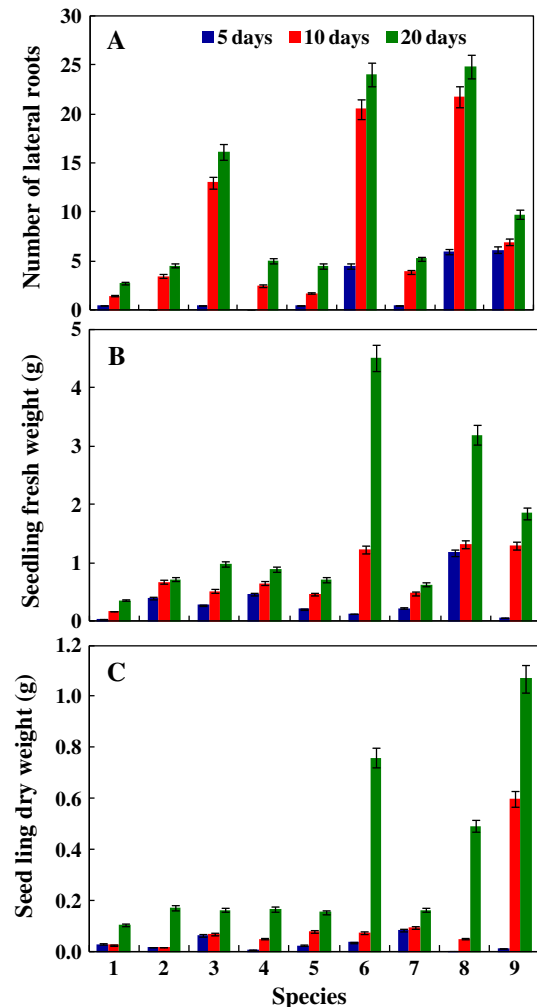 A
5 days 10 days 20 days
Number of lateral roots
30
25
20
15
10
5
0
B
Seedling fresh weight (g)
5
4
3
2
1
0
C
Seed ling dry weight (g)
1.2
1.0
0.8
0.6
0.4
0.2
0.0
1 2 3 4 5 6 7 8 9
Species